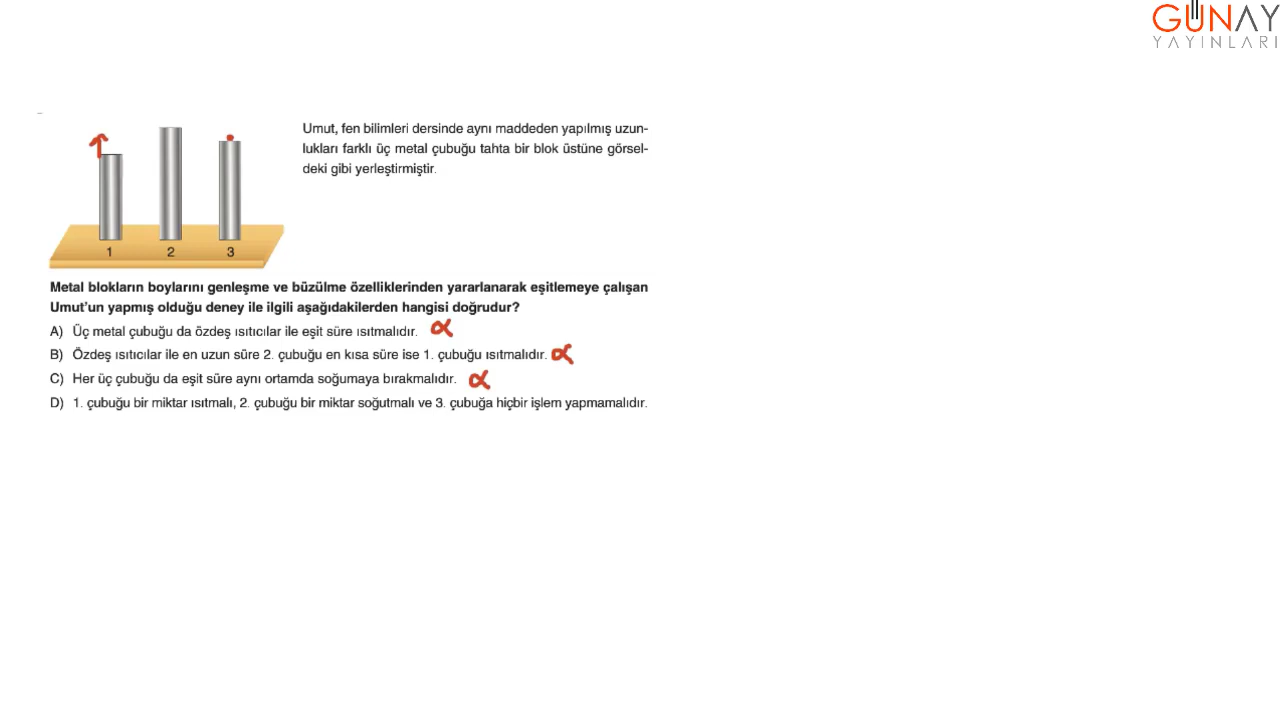 GÜNAY
YAYINLARI
Umut, fen bilimleri dersinde aynı maddeden yapılmış uzun-
lukları farklı üç metal çubuğu tahta bir blok üstüne görsel-
deki gibi yerleştirmiştir.
1 2 3
Metal blokların boylarını genleşme ve büzülme özelliklerinden yararlanarak eşitlemeye çalışan
Umut'un yapmış olduğu deney ile ilgili aşağıdakilerden hangisi doğrudur?
A) Üç metal çubuğu da özdeş ısıtıcılar ile eşit süre ısıtmalıdır.
B) Özdeş ısıtıcılar ile en uzun süre 2. çubuğu en kısa süre ise 1. çubuğu ısıtmalıdır.
C) Her üç çubuğu da eşit süre aynı ortamda soğumaya bırakmalıdır.
D) 1. çubuğu bir miktar ısıtmalı, 2. çubuğu bir miktar soğutmalı ve 3. çubuğa hiçbir işlem yapmamalıdır.